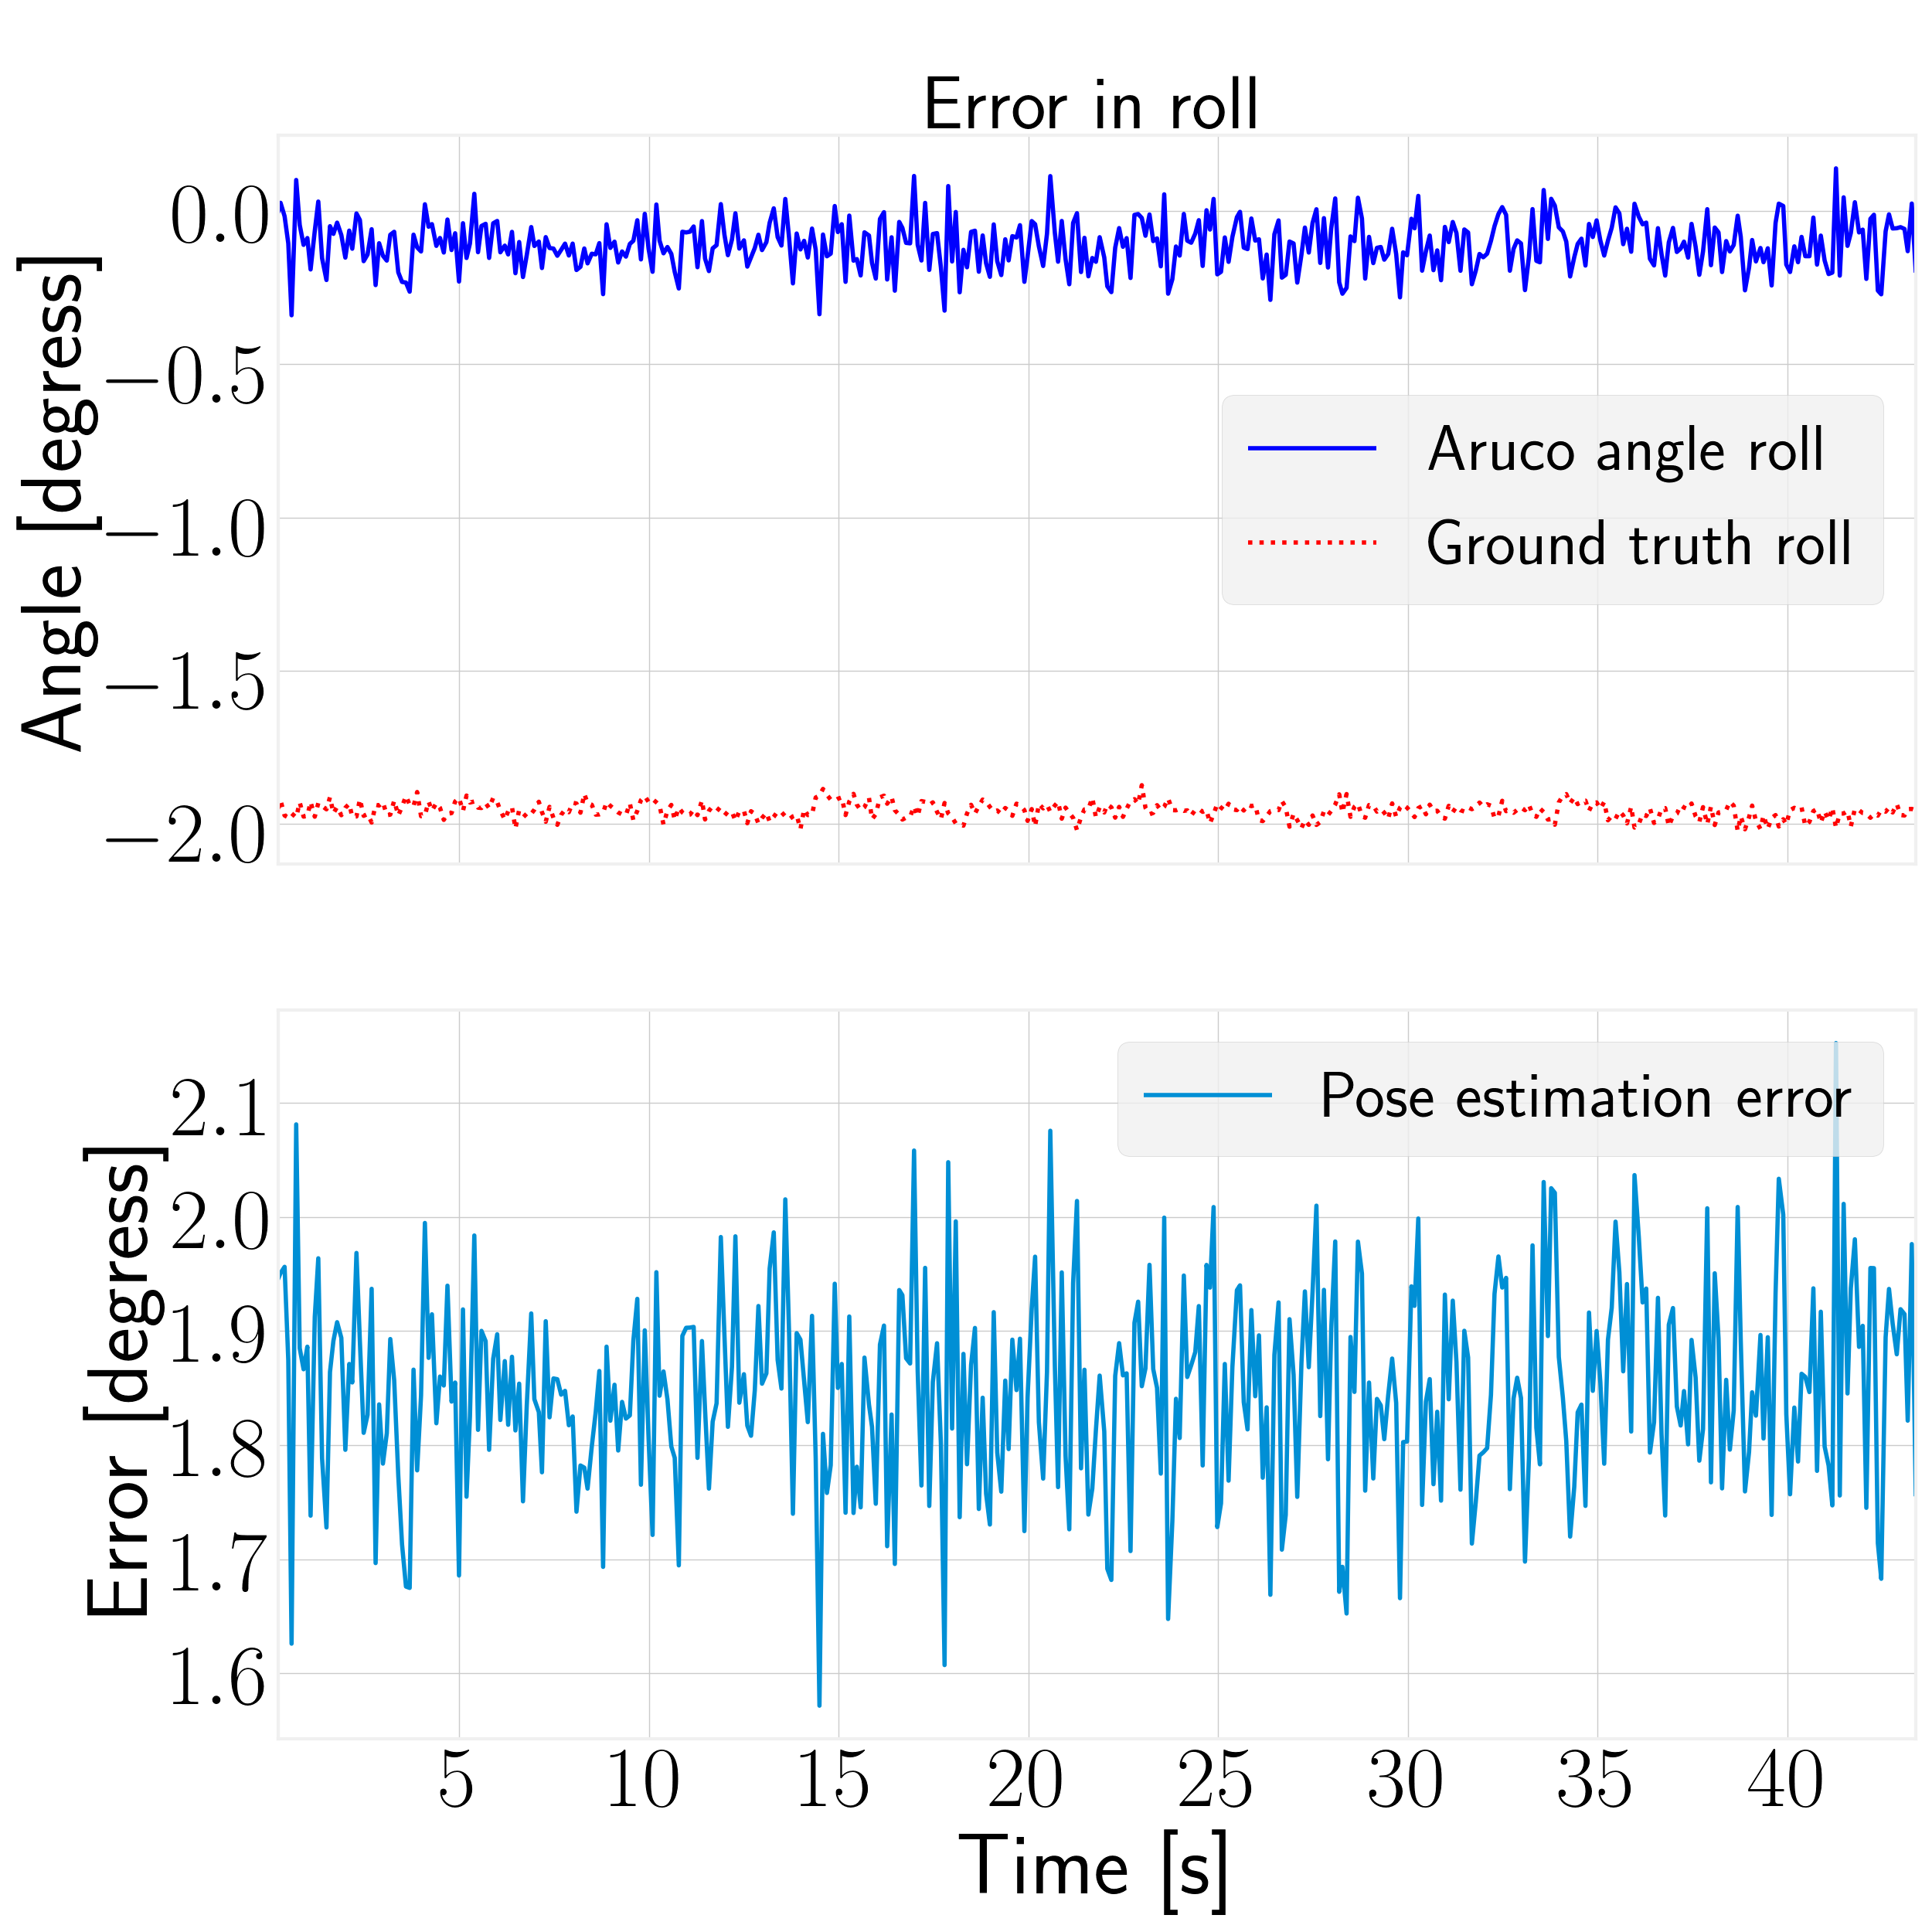 Error in roll
Angle [degress]
0.0
−0.5
−1.0
−1.5
−2.0
Aruco angle roll
Ground truth roll
Error [degress]
2.1
2.0
1.9
1.8
1.7
1.6
Pose estimation error
5 10 15 20 25 30 35 40
Time [s]